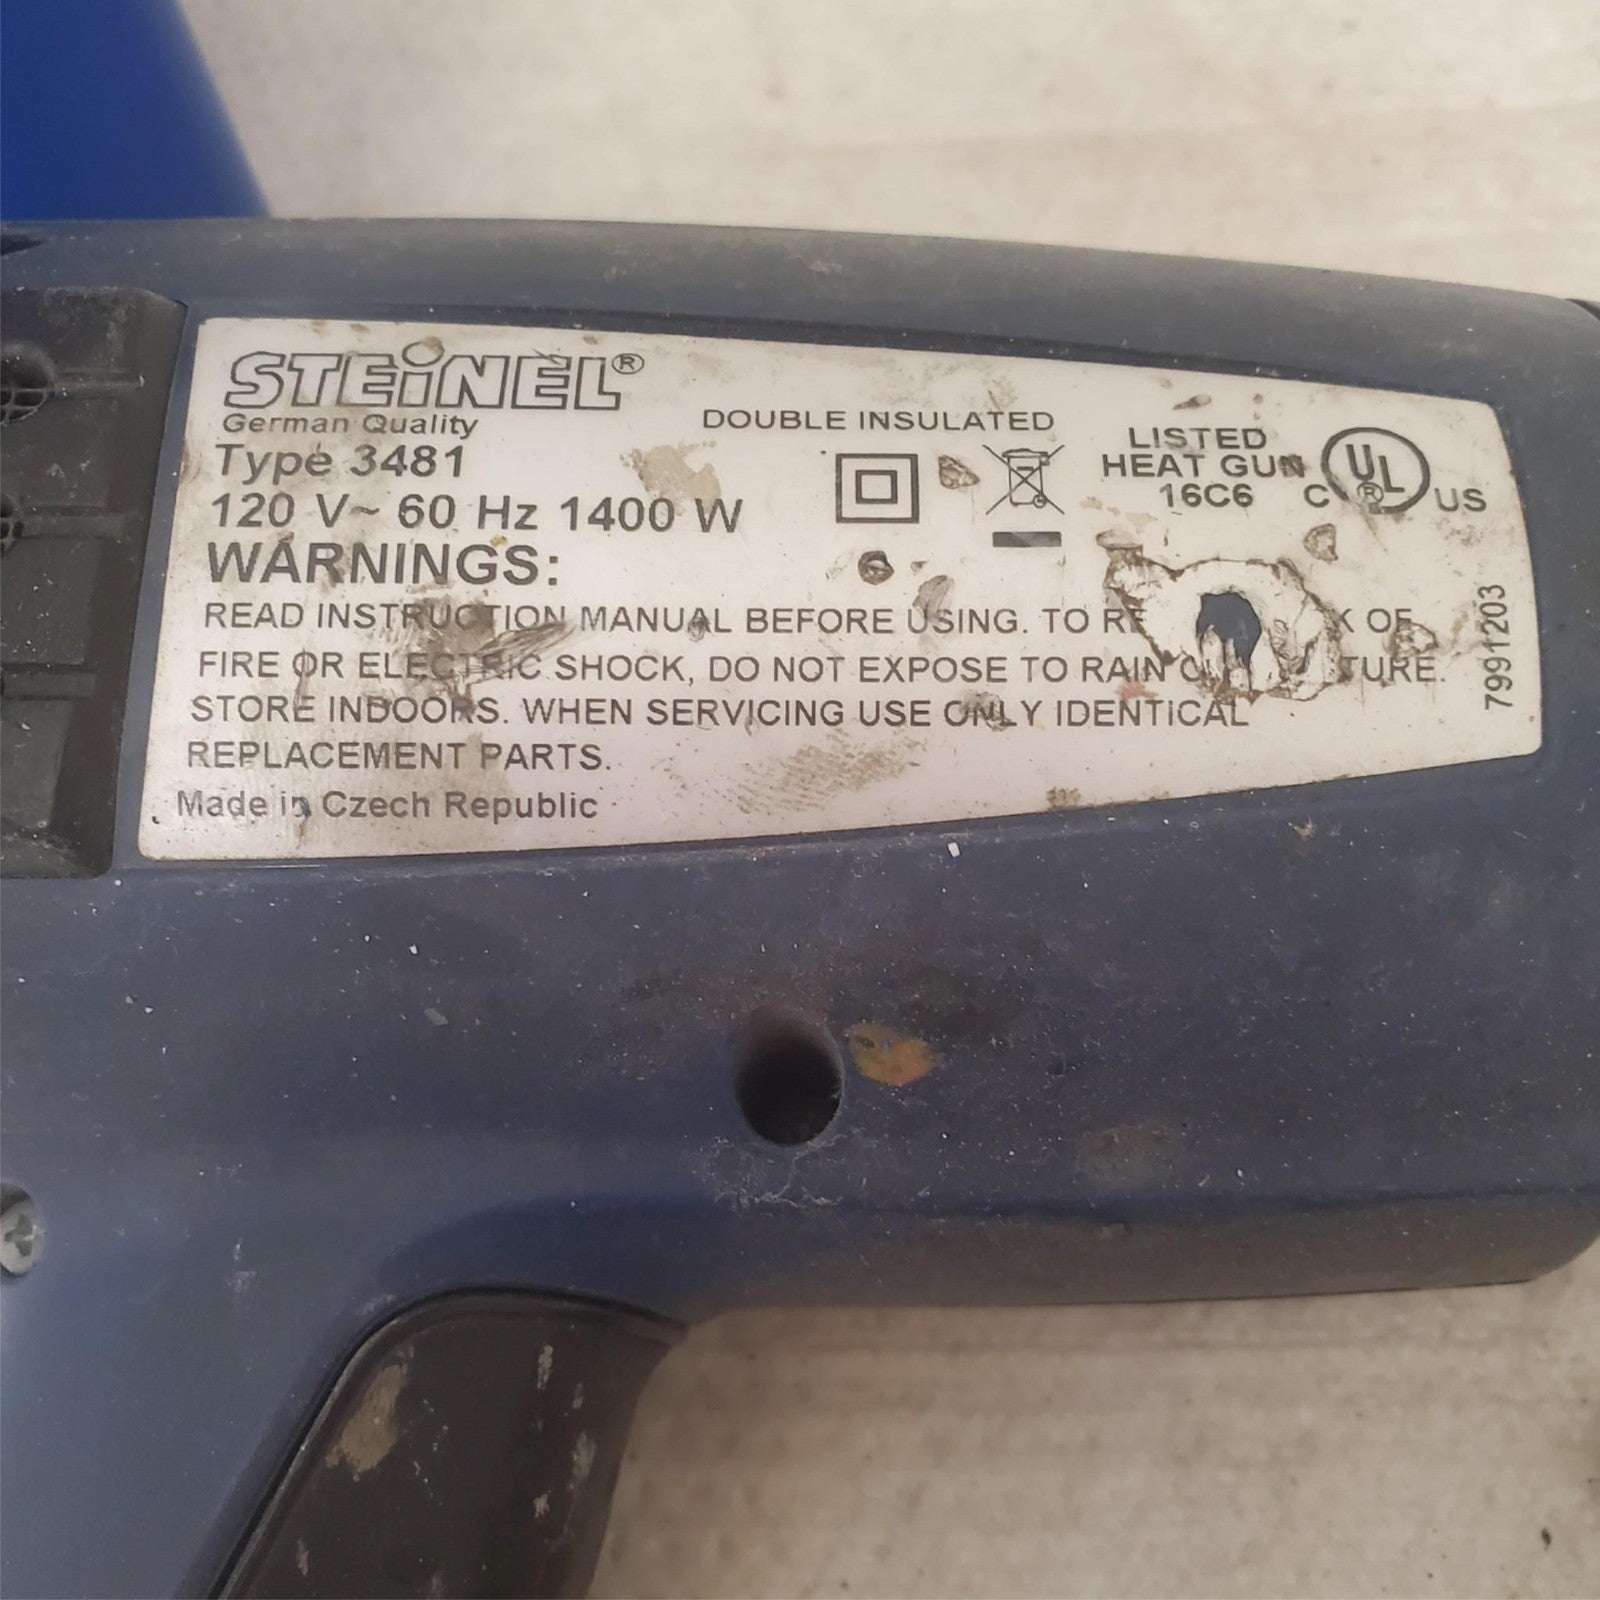 STEiNEL®
German Quality
Type 3481
120 V~ 60 Hz 1400 W
DOUBLE INSULATED
LISTED
HEAT GUN
16C6
C UL® US
WARNINGS:
READ INSTRUCTION MANUAL BEFORE USING. TO OF
FIRE OR ELECTRIC SHOCK, DO NOT EXPOSE TO RAIN
STORE INDOORS. WHEN SERVICING USE ONLY IDENTICAL
REPLACEMENT PARTS.
Made in Czech Republic
7991203